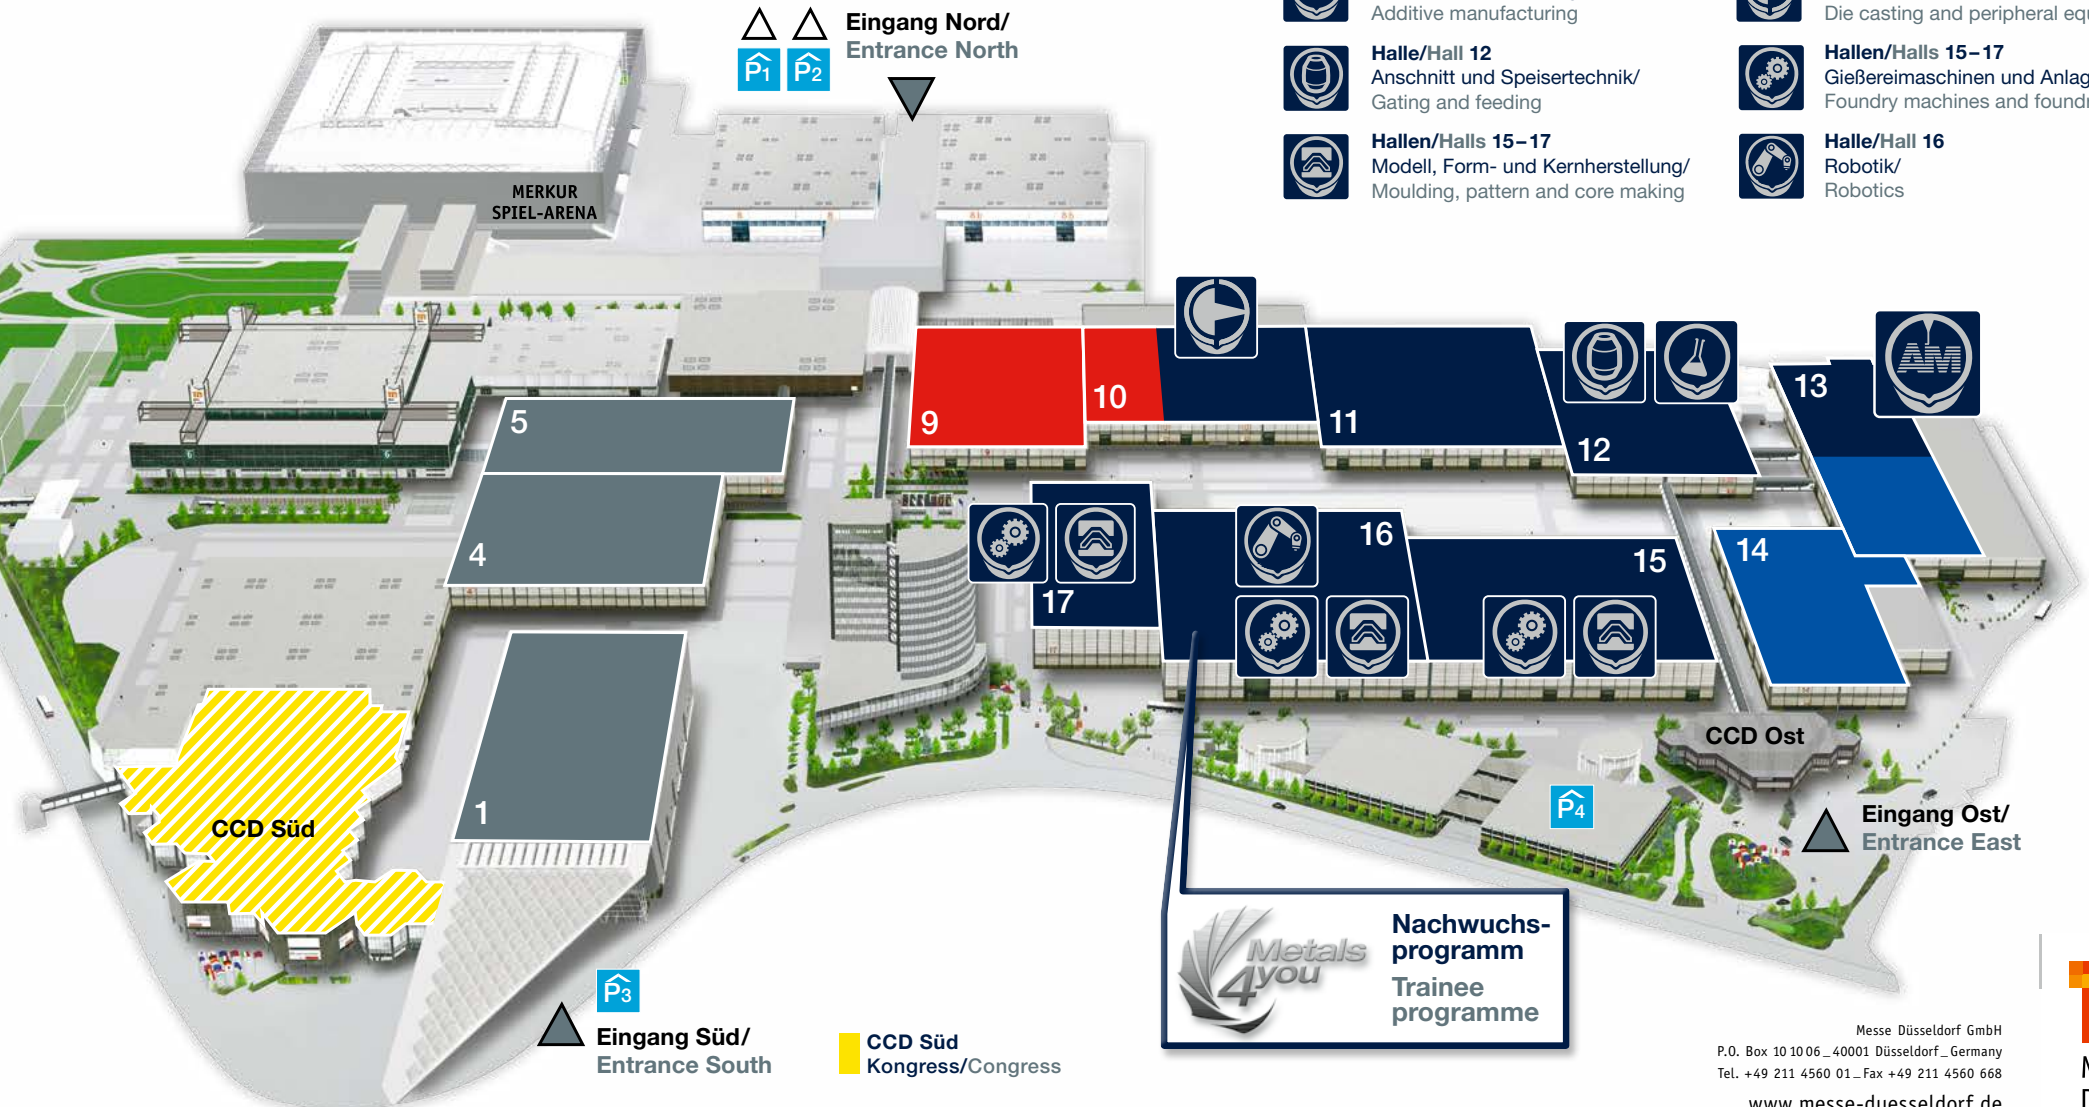 Eingang Nord/
Entrance North
P1 P2
Additive manufacturing
Halle/Hall 12
Anschnitt und Speisertechnik/
Gating and feeding
Hallen/Halls 15–17
Modell, Form- und Kernherstellung/
Moulding, pattern and core making
Die casting and peripheral
Hallen/Halls 15–17
Gießereimaschinen und
Foundry machines and
Halle/Hall 16
Robotik/
Robotics
MERKUR
SPIEL-ARENA
5
4
1
9
10
11
12
13
AM
14
15
16
17
CCD Süd
CCD Ost
P4
Eingang Ost/
Entrance East
Metals
4you
Nachwuchs-
programm
Trainee
programme
P3
Eingang Süd/
Entrance South
CCD Süd
Kongress/Congress
Messe Düsseldorf GmbH
P.O. Box 10 10 06 _ 40001 Düsseldorf _ Germany
Tel. +49 211 4560 01 _ Fax +49 211 4560 668
www.messe-duesseldorf.de